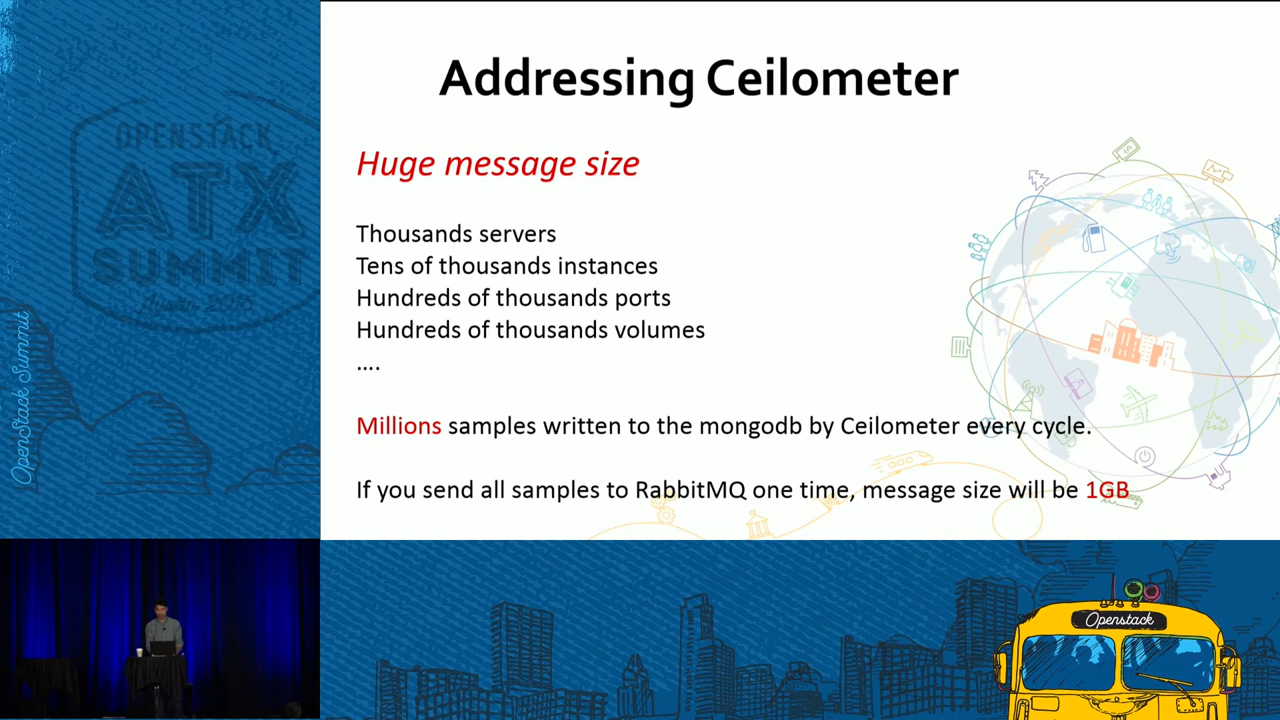 Addressing Ceilometer
Huge message size
Thousands servers
Tens of thousands instances
Hundreds of thousands ports
Hundreds of thousands volumes
....
Millions samples written to the mongodb by Ceilometer every cycle.
If you send all samples to RabbitMQ one time, message size will be 1GB
OPENSTACK
ATX
SUMMIT
Austin 2016
OpenStack Summit
Openstack